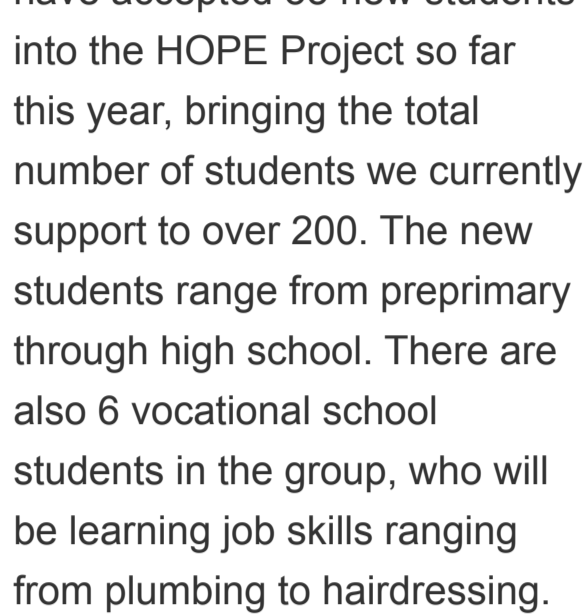 into the HOPE Project so far
this year, bringing the total
number of students we currently
support to over 200. The new
students range from preprimary
through high school. There are
also 6 vocational school
students in the group, who will
be learning job skills ranging
from plumbing to hairdressing.